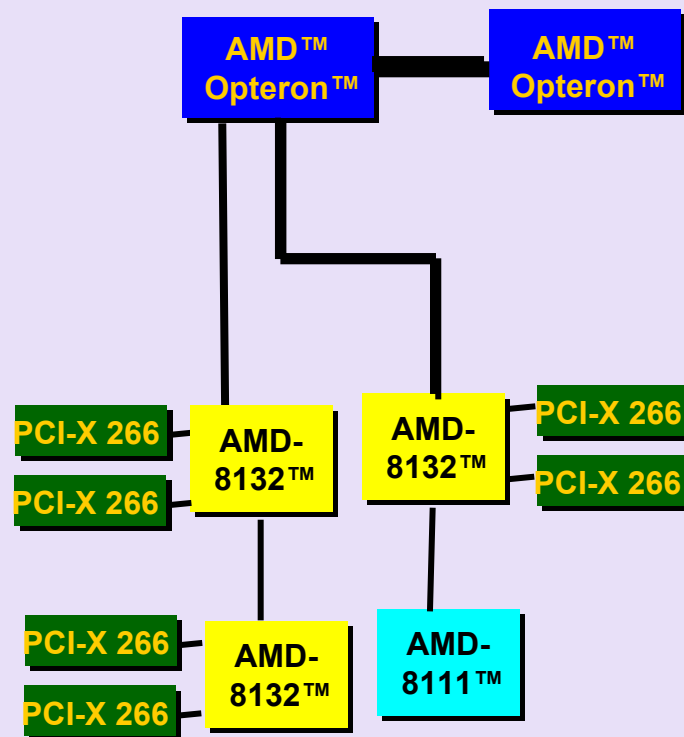 AMD™
Opteron™
AMD™
Opteron™
PCI-X 266
PCI-X 266
AMD-
8132™
AMD-
8132™
PCI-X 266
PCI-X 266
PCI-X 266
PCI-X 266
AMD-
8132™
AMD-
8111™